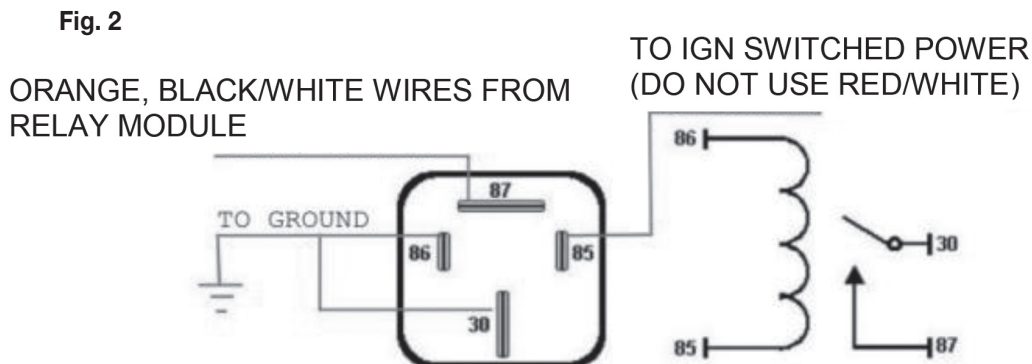 Fig. 2
TO IGN SWITCHED POWER
(DO NOT USE RED/WHITE)
ORANGE, BLACK/WHITE WIRES FROM
RELAY MODULE
87
TO GROUND
86
85
30
86
30
85
87